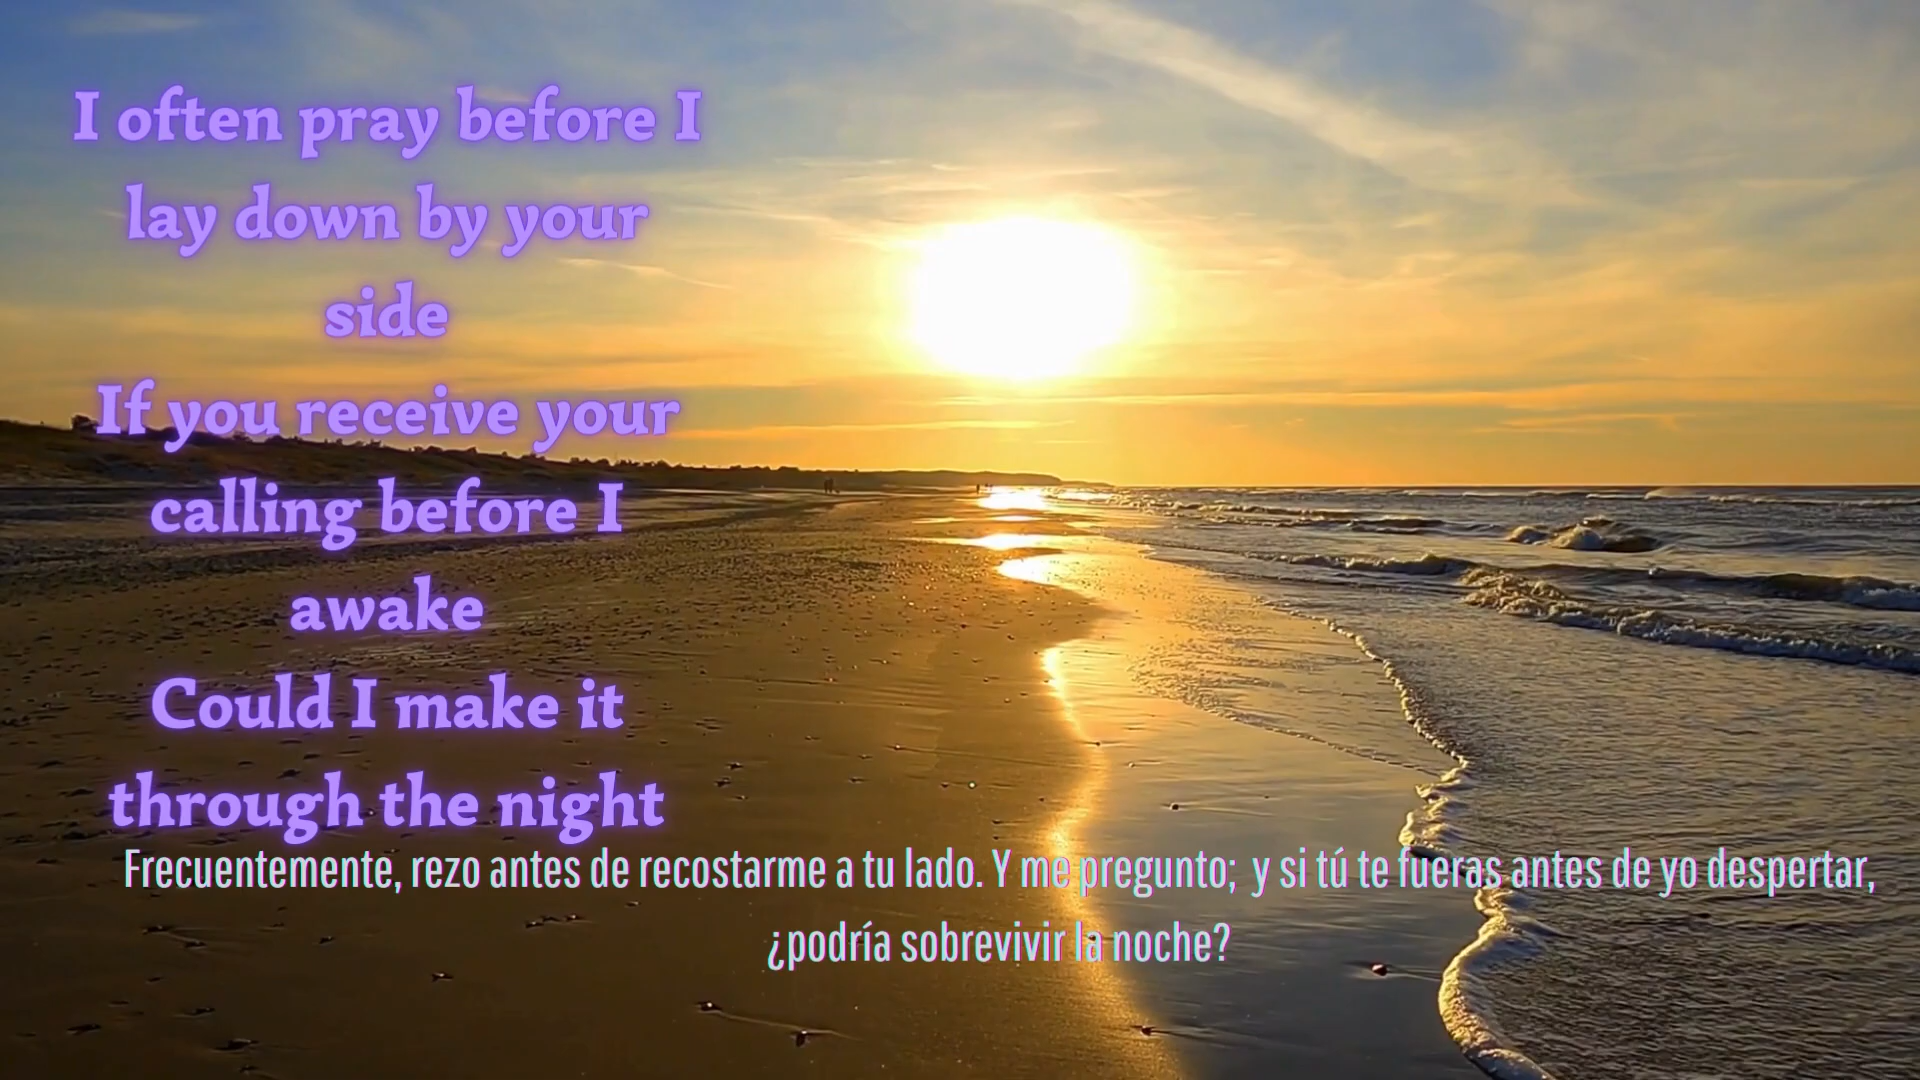 I often pray before I
lay down by your
side
If you receive your
calling before I
awake
Could I make it
through the night
Frecuentemente, rezo antes de recostarme a tu lado. Y me pregunto; y si tú te fueras antes de yo despertar,
¿podría sobrevivir la noche?